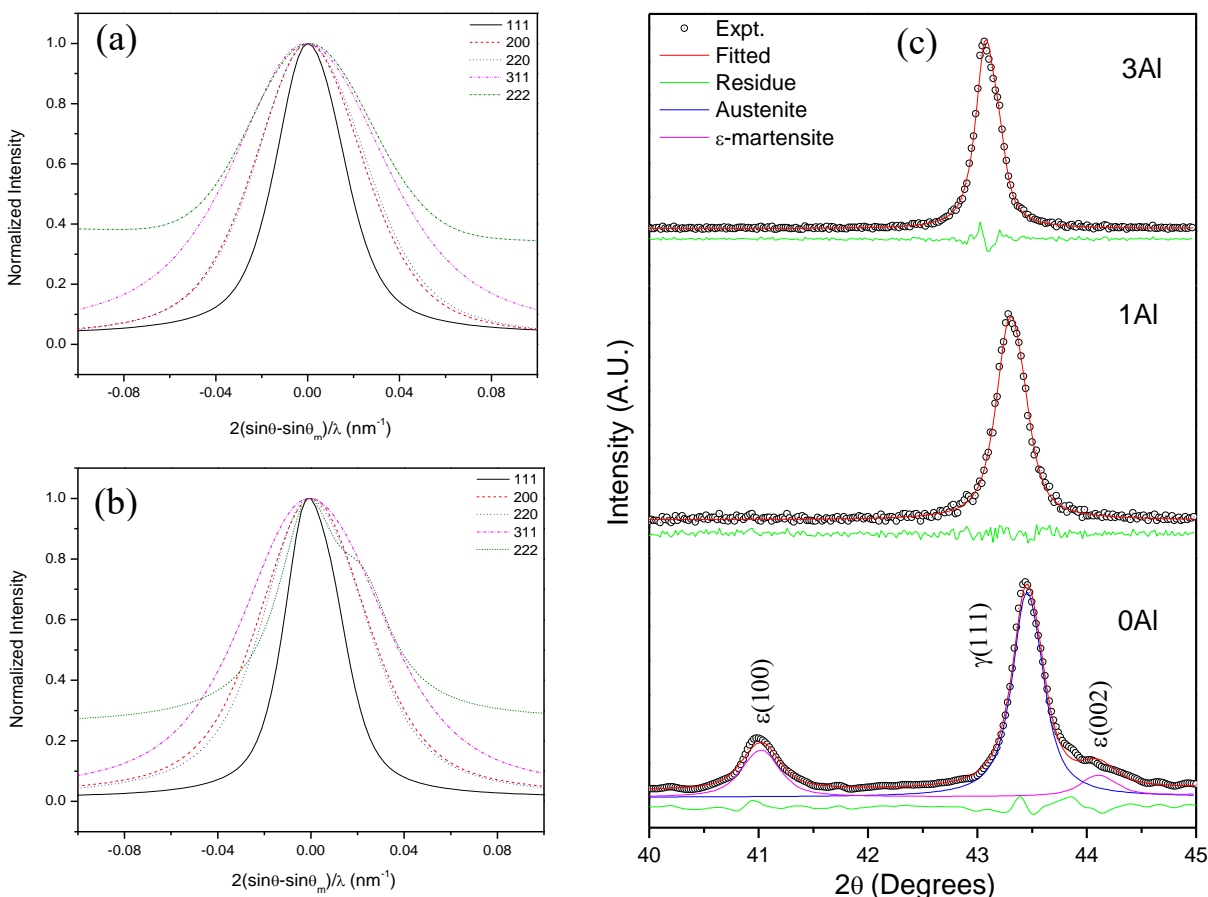 (a)
111
200
220
311
222
1.0
0.8
0.6
0.4
0.2
0.0
Normalized Intensity
-0.08
-0.04
0.00
0.04
0.08
2(sinθ-sinθm)/λ (nm⁻¹)
(b)
111
200
220
311
222
1.0
0.8
0.6
0.4
0.2
0.0
Normalized Intensity
-0.08
-0.04
0.00
0.04
0.08
2(sinθ-sinθm)/λ (nm⁻¹)
(c)
Expt.
Fitted
Residue
Austenite
ε-martensite
3Al
1Al
0Al
ε(100)
γ(111)
ε(002)
Intensity (A.U.)
40
41
42
43
44
45
2θ (Degrees)